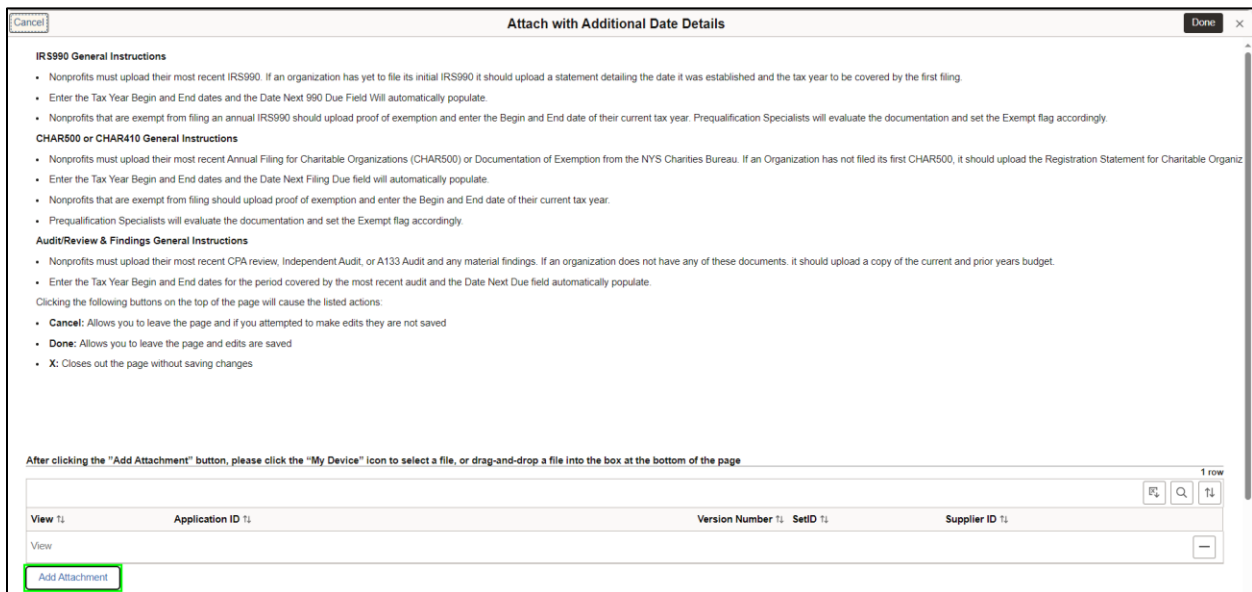 Cancel
Attach with Additional Date Details
Done
×
IRS990 General Instructions
• Nonprofits must upload their most recent IRS990. If an organization has yet to file its initial IRS990 it should upload a statement detailing the date it was established and the tax year to be covered by the first filing.
• Enter the Tax Year Begin and End dates and the Date Next 990 Due Field Will automatically populate.
• Nonprofits that are exempt from filing an annual IRS990 should upload proof of exemption and enter the Begin and End date of their current tax year. Prequalification Specialists will evaluate the documentation and set the Exempt flag accordingly.
CHAR500 or CHAR410 General Instructions
• Nonprofits must upload their most recent Annual Filing for Charitable Organizations (CHAR500) or Documentation of Exemption from the NYS Charities Bureau. If an Organization has not filed its first CHAR500, it should upload the Registration Statement for Charitable Organiz
• Enter the Tax Year Begin and End dates and the Date Next Filing Due field will automatically populate.
• Nonprofits that are exempt from filing should upload proof of exemption and enter the Begin and End date of their current tax year.
• Prequalification Specialists will evaluate the documentation and set the Exempt flag accordingly.
Audit/Review & Findings General Instructions
• Nonprofits must upload their most recent CPA review, Independent Audit, or A133 Audit and any material findings. If an organization does not have any of these documents. it should upload a copy of the current and prior years budget.
• Enter the Tax Year Begin and End dates for the period covered by the most recent audit and the Date Next Due field automatically populate.
Clicking the following buttons on the top of the page will cause the listed actions:
• Cancel: Allows you to leave the page and if you attempted to make edits they are not saved
• Done: Allows you to leave the page and edits are saved
• X: Closes out the page without saving changes
After clicking the "Add Attachment" button, please click the "My Device" icon to select a file, or drag-and-drop a file into the box at the bottom of the page
1 row
View ↑↓ Application ID ↑↓ Version Number ↑↓ SetID ↑↓ Supplier ID ↑↓
View
Add Attachment